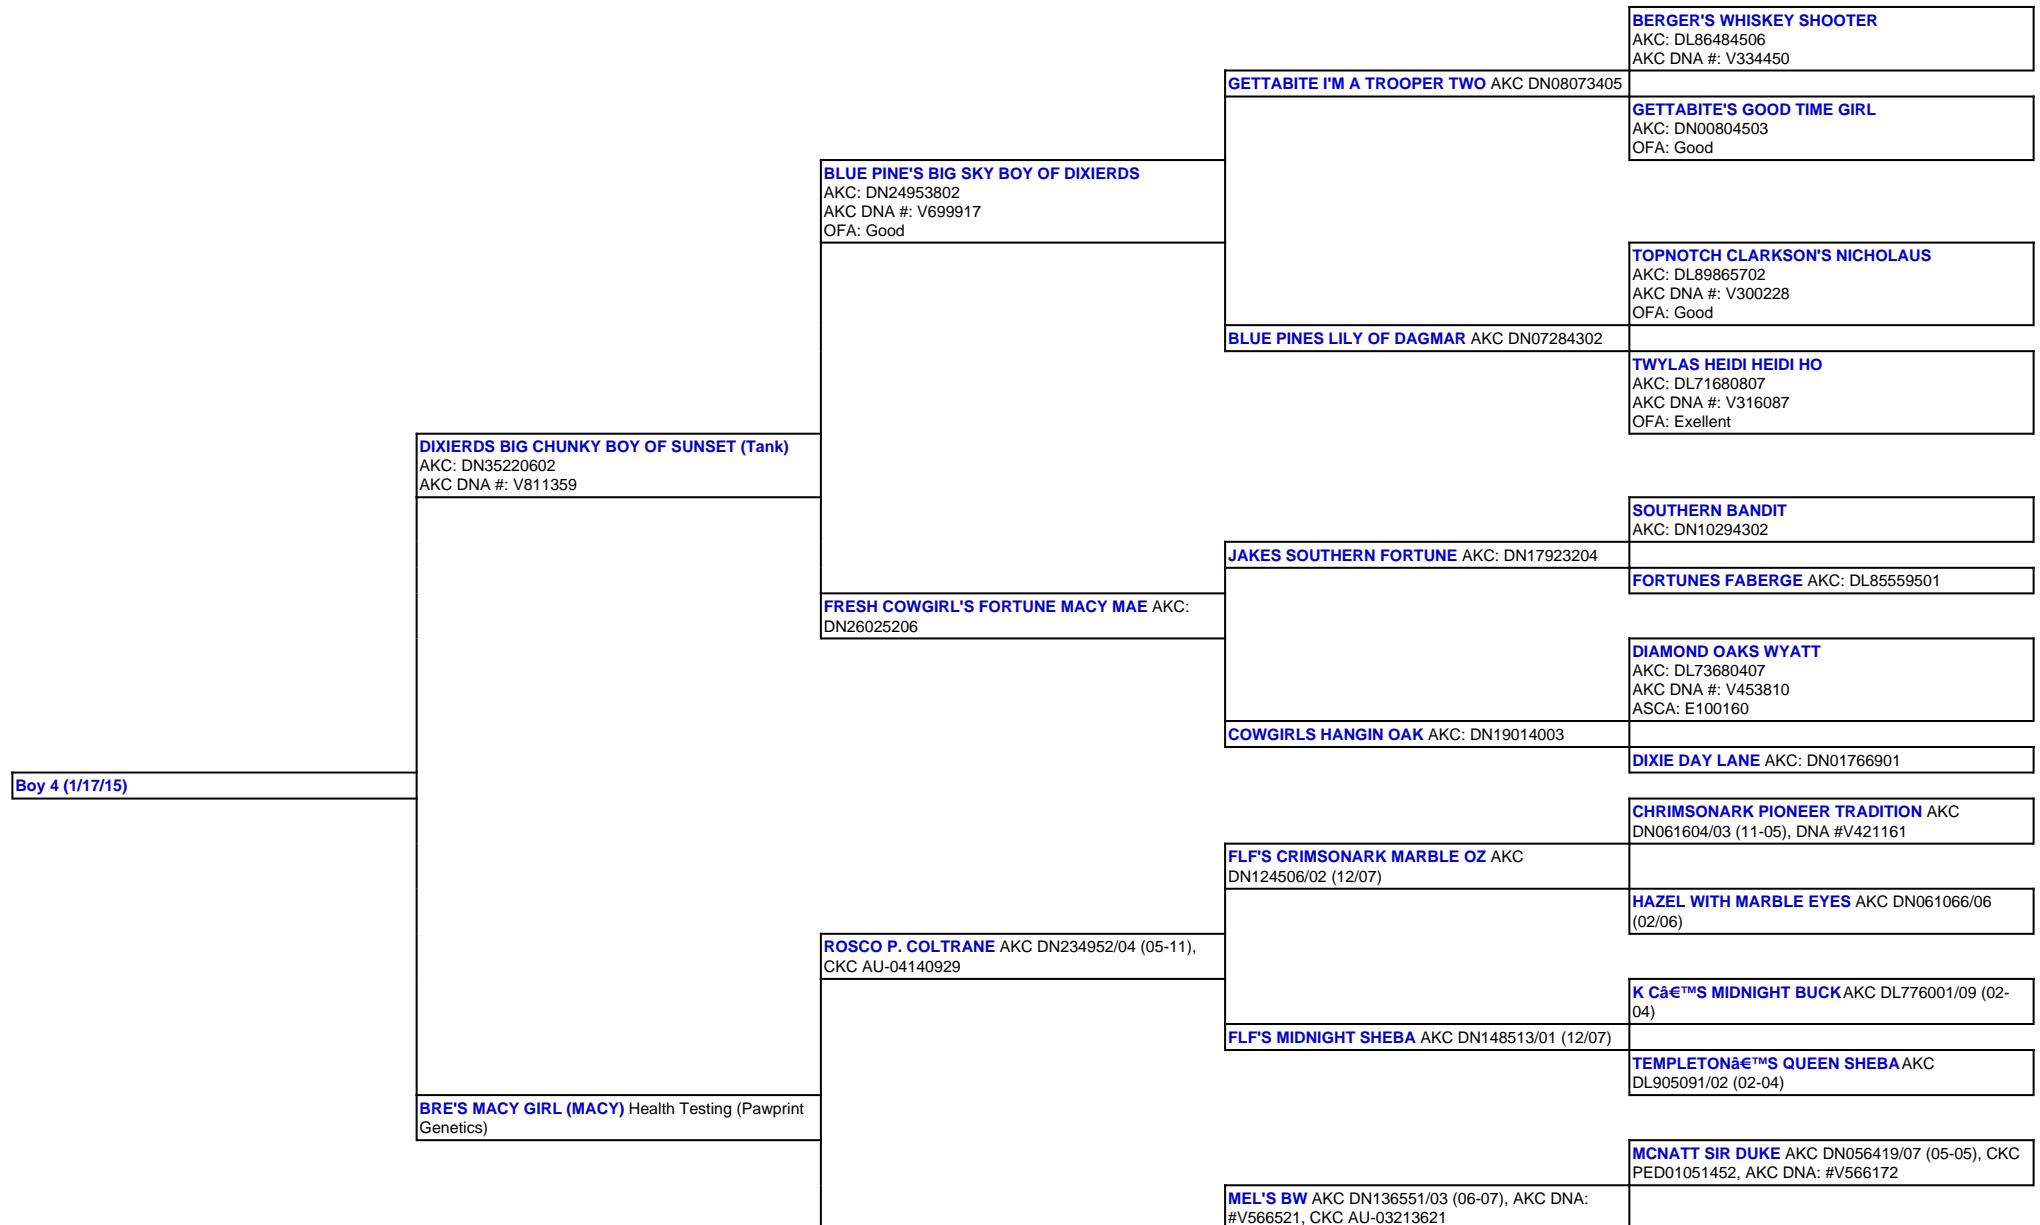 BERGER'S WHISKEY SHOOTER
AKC: DL86484506
AKC DNA #: V334450
GETTABITE I'M A TROOPER TWO AKC DN08073405
GETTABITE'S GOOD TIME GIRL
AKC: DN00804503
OFA: Good
BLUE PINE'S BIG SKY BOY OF DIXIERDS
AKC: DN24953802
AKC DNA #: V699917
OFA: Good
TOPNOTCH CLARKSON'S NICHOLAUS
AKC: DL89865702
AKC DNA #: V300228
OFA: Good
BLUE PINES LILY OF DAGMAR AKC DN07284302
TWYLAS HEIDI HEIDI HO
AKC: DL71680807
AKC DNA #: V316087
OFA: Exellent
DIXIERDS BIG CHUNKY BOY OF SUNSET (Tank)
AKC: DN35220602
AKC DNA #: V811359
SOUTHERN BANDIT
AKC: DN10294302
JAKES SOUTHERN FORTUNE AKC: DN17923204
FORTUNES FABERGE AKC: DL85559501
FRESH COWGIRL'S FORTUNE MACY MAE AKC:
DN26025206
DIAMOND OAKS WYATT
AKC: DL73680407
AKC DNA #: V453810
ASCA: E100160
COWGIRLS HANGIN OAK AKC: DN19014003
DIXIE DAY LANE AKC: DN01766901
Boy 4 (1/17/15)
CHRIMSONARK PIONEER TRADITION AKC
DN061604/03 (11-05), DNA #V421161
FLF'S CRIMSONARK MARBLE OZ AKC
DN124506/02 (12/07)
HAZEL WITH MARBLE EYES AKC DN061066/06
(02/06)
ROSCO P. COLTRANE AKC DN234952/04 (05-11),
CKC AU-04140929
K Câ€™S MIDNIGHT BUCK AKC DL776001/09 (02-
04)
FLF'S MIDNIGHT SHEBA AKC DN148513/01 (12/07)
TEMPLETONâ€™S QUEEN SHEBA AKC
DL905091/02 (02-04)
BRE'S MACY GIRL (MACY) Health Testing (Pawprint
Genetics)
MCNATT SIR DUKE AKC DN056419/07 (05-05), CKC
PED01051452, AKC DNA: #V566172
MEL'S BW AKC DN136551/03 (06-07), AKC DNA:
#V566521, CKC AU-03213621